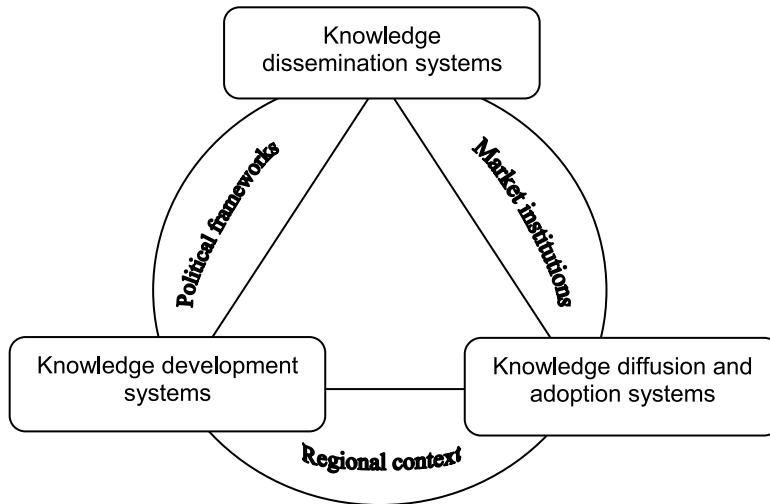 Knowledge
dissemination systems
Political frameworks
Market institutions
Knowledge development
systems
Knowledge diffusion and
adoption systems
Regional context